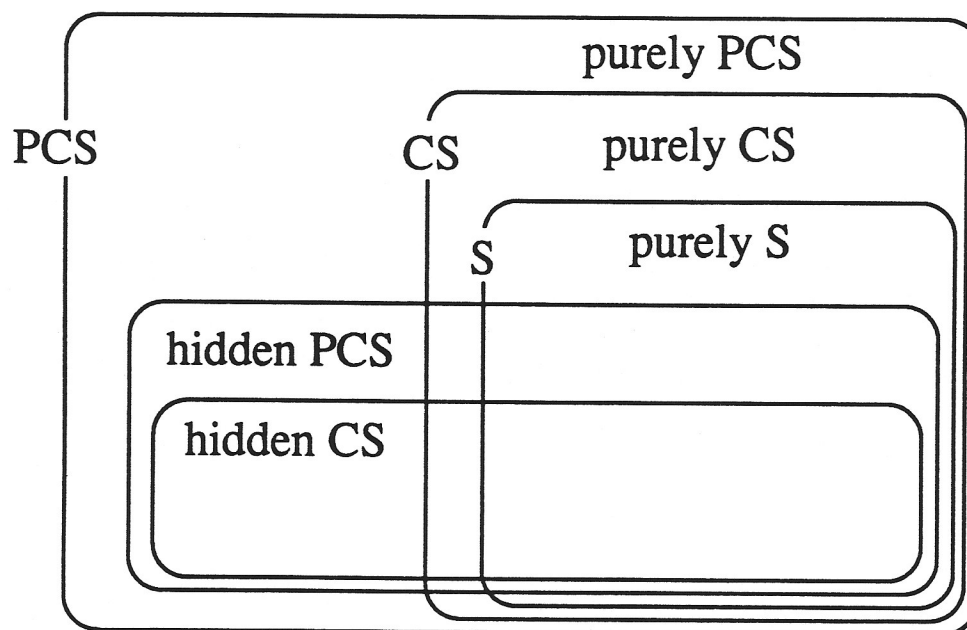 purely PCS
PCS
CS
purely CS
S
purely S
hidden PCS
hidden CS